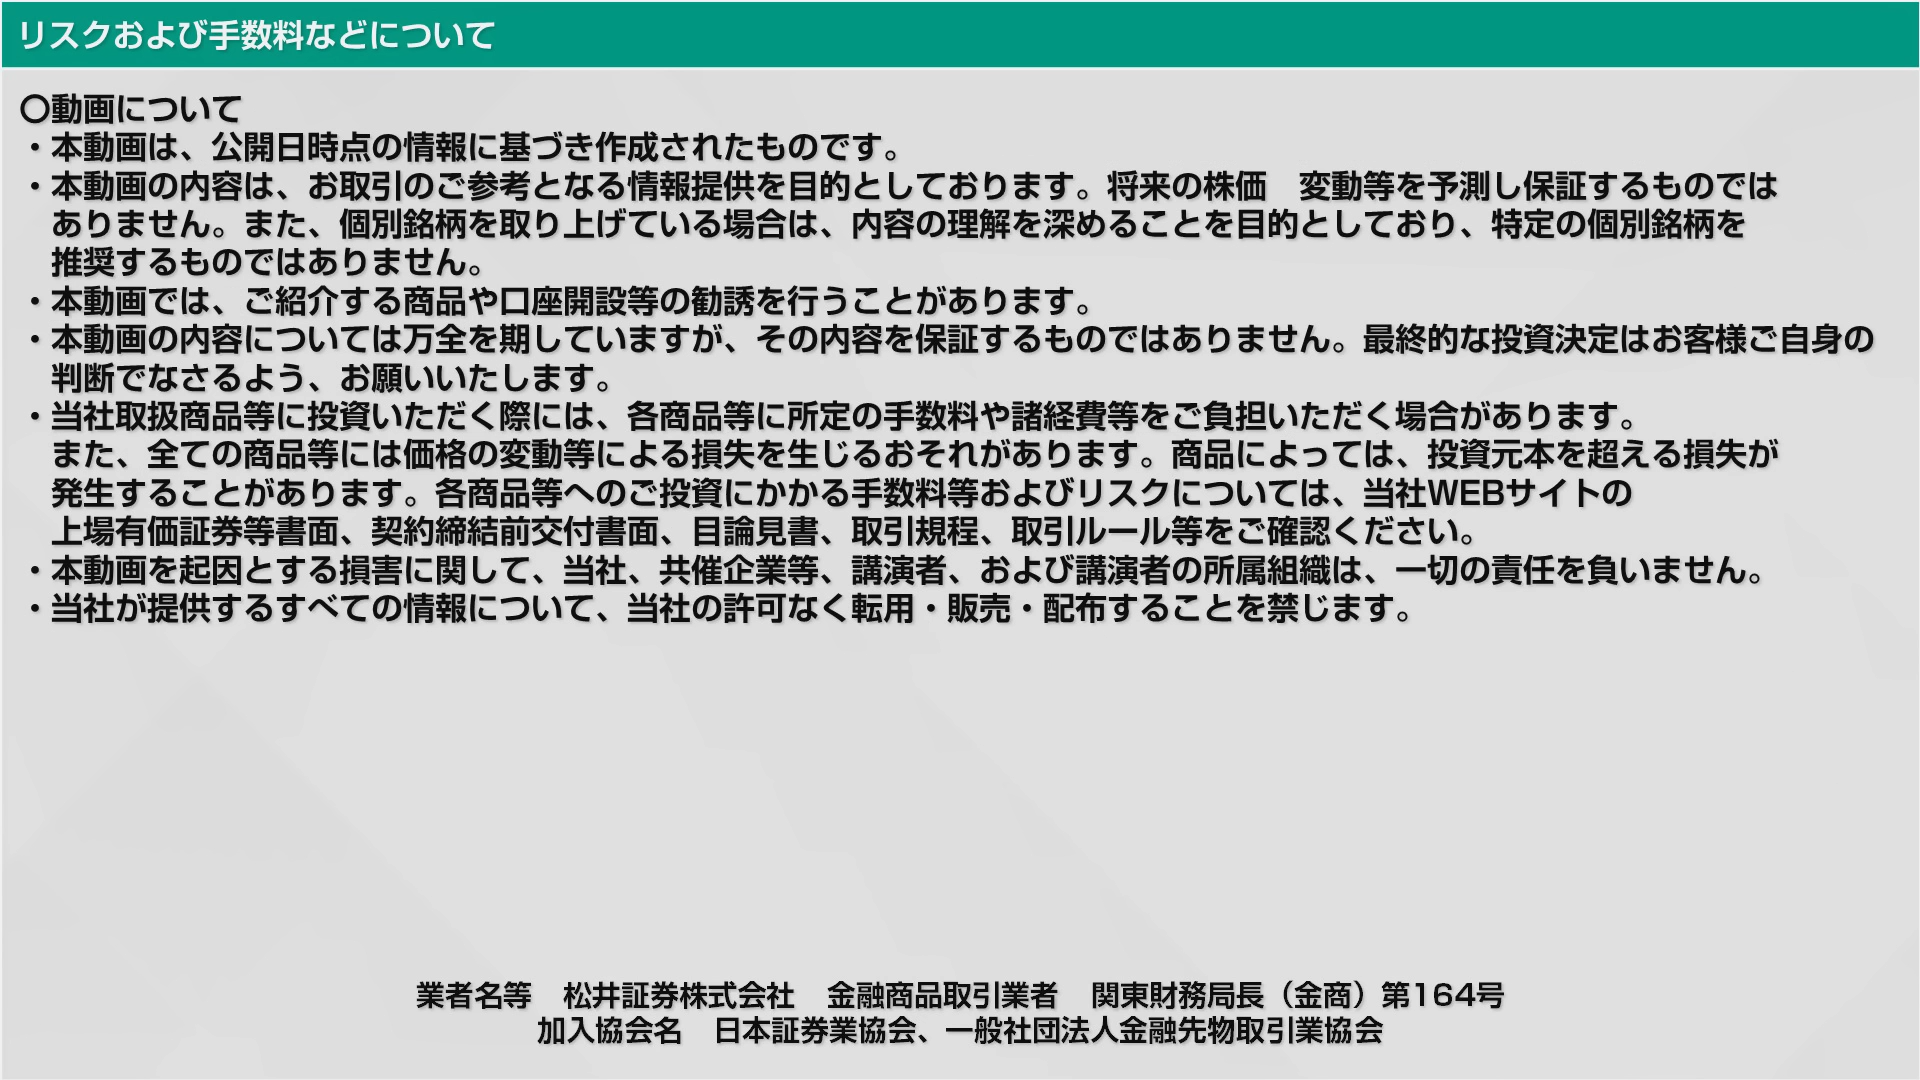 リスクおよび手数料などについて
〇動画について
・本動画は、公開日時点の情報に基づき作成されたものです。
・本動画の内容は、お取引のご参考となる情報提供を目的としております。将来の株価　変動等を予測し保証するものでは
ありません。また、個別銘柄を取り上げている場合は、内容の理解を深めることを目的としており、特定の個別銘柄を
推奨するものではありません。
・本動画では、ご紹介する商品や口座開設等の勧誘を行うことがあります。
・本動画の内容については万全を期していますが、その内容を保証するものではありません。最終的な投資決定はお客様ご自身の
判断でなさるよう、お願いいたします。
・当社取扱商品等に投資いただく際には、各商品等に所定の手数料や諸経費等をご負担いただく場合があります。
また、全ての商品等には価格の変動等による損失を生じるおそれがあります。商品によっては、投資元本を超える損失が
発生することがあります。各商品等へのご投資にかかる手数料等およびリスクについては、当社WEBサイトの
上場有価証券等書面、契約締結前交付書面、目論見書、取引規程、取引ルール等をご確認ください。
・本動画を起因とする損害に関して、当社、共催企業等、講演者、および講演者の所属組織は、一切の責任を負いません。
・当社が提供するすべての情報について、当社の許可なく転用・販売・配布することを禁じます。
業者名等　松井証券株式会社　金融商品取引業者　関東財務局長（金商）第164号
加入協会名　日本証券業協会、一般社団法人金融先物取引業協会